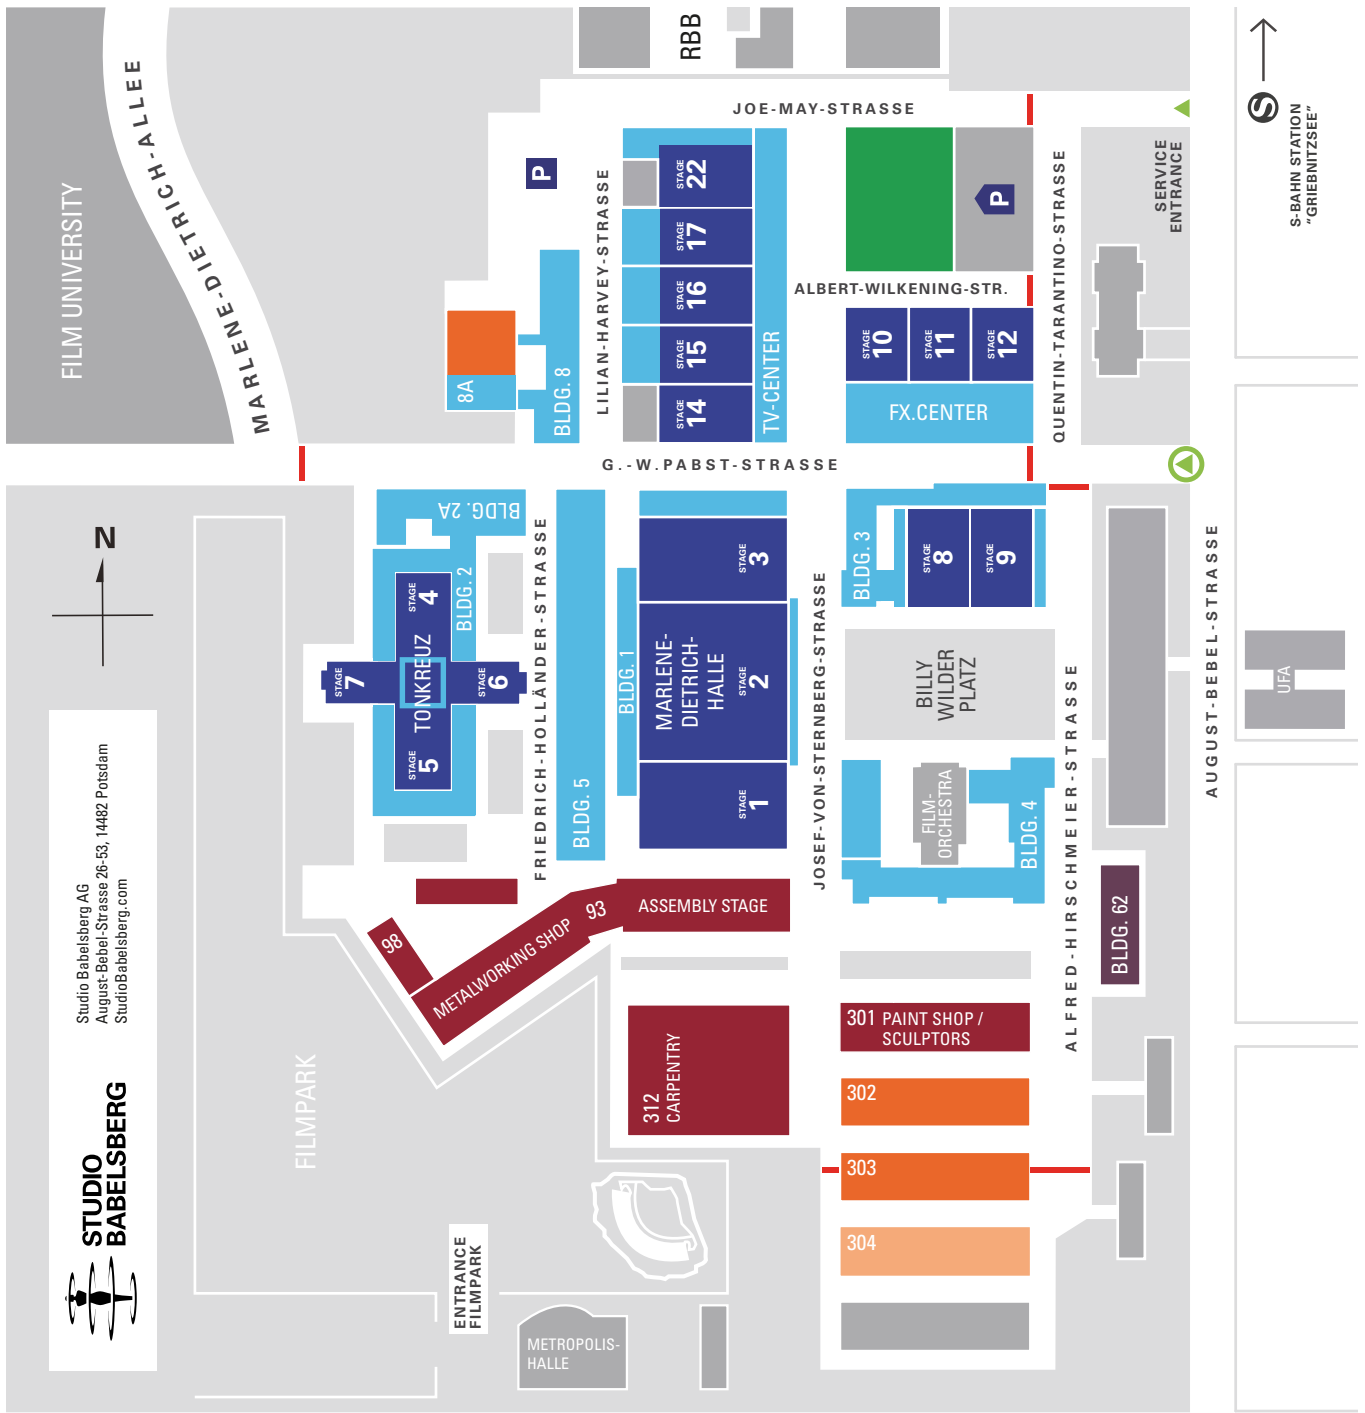 RBB
JOE-MAY-STRASSE
MARLENE-DIETRICH-ALLEE
FILM UNIVERSITY
P
LILIAN-HARVEY-STRASSE
STAGE
22
STAGE
17
STAGE
16
STAGE
15
STAGE
14
TV-CENTER
P
ALBERT-WILKENING-STR.
STAGE
10
STAGE
11
STAGE
12
FX.CENTER
QUENTIN-TARANTINO-STRASSE
SERVICE
ENTRANCE
S
S-BAHN STATION
"GRIEBNITZSEE"
8A
BLDG. 8
G.-W.PABST-STRASSE
N
BLDG. 2A
BLDG. 2
STAGE
4
TONKREUZ
STAGE
7
STAGE
6
STAGE
5
FRIEDRICH-HOLLÄNDER-STRASSE
BLDG. 5
BLDG. 1
STAGE
3
MARLENE-
DIETRICH-
HALLE
STAGE
2
STAGE
1
JOSEF-VON-STERNBERG-STRASSE
BLDG. 3
STAGE
8
STAGE
9
BILLY
WILDER
PLATZ
FILM-
ORCHESTRA
BLDG. 4
ALFRED-HIRSCHMEIER-STRASSE
AUGUST-BEBEL-STRASSE
UFA
BLDG. 62
98
METALWORKING SHOP
93
ASSEMBLY STAGE
312
CARPENTRY
301 PAINT SHOP /
SCULPTORS
302
303
304
FILMPARK
ENTRANCE
FILMPARK
METROPOLIS-
HALLE
Studio Babelsberg AG
August-Bebel-Strasse 26-53, 14482 Potsdam
StudioBabelsberg.com
STUDIO
BABELSBERG